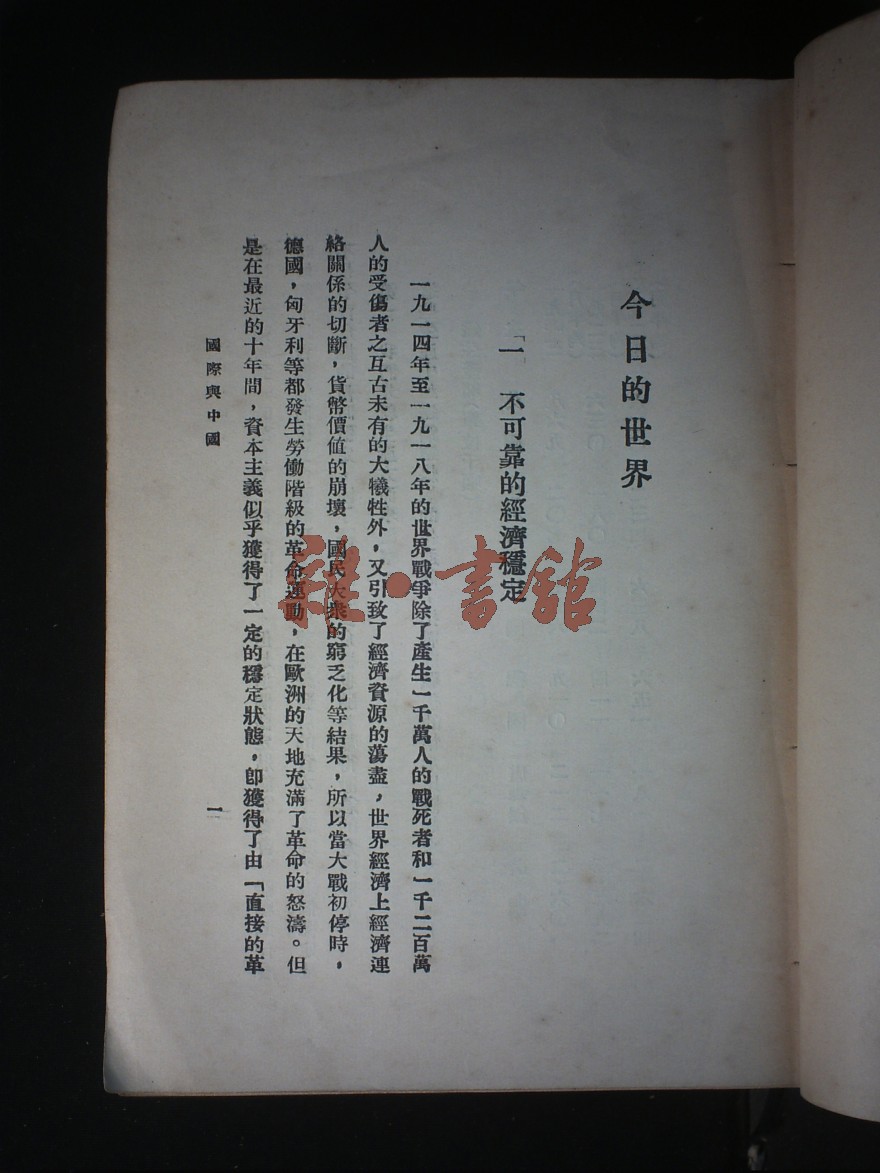 今日的世界
「一 不可靠的經濟穩定
一九一四年至一九一八年的世界戰爭除了產生一千萬人的戰死者和一千二百萬
人的受傷者之亙古未有的大犧牲外，又引致了經濟資源的蕩盡，世界經濟上經濟連
絡關係的切斷，貨幣價值的崩壞，國民大衆的窮乏化等結果，所以當大戰初停時，
德國，匈牙利等都發生勞働階級的革命運動，在歐洲的天地充滿了革命的怒濤。但
是在最近的十年間，資本主義似乎獲得了一定的穩定狀態，卽獲得了由「直接的革
國際與中國
一
雜·書館